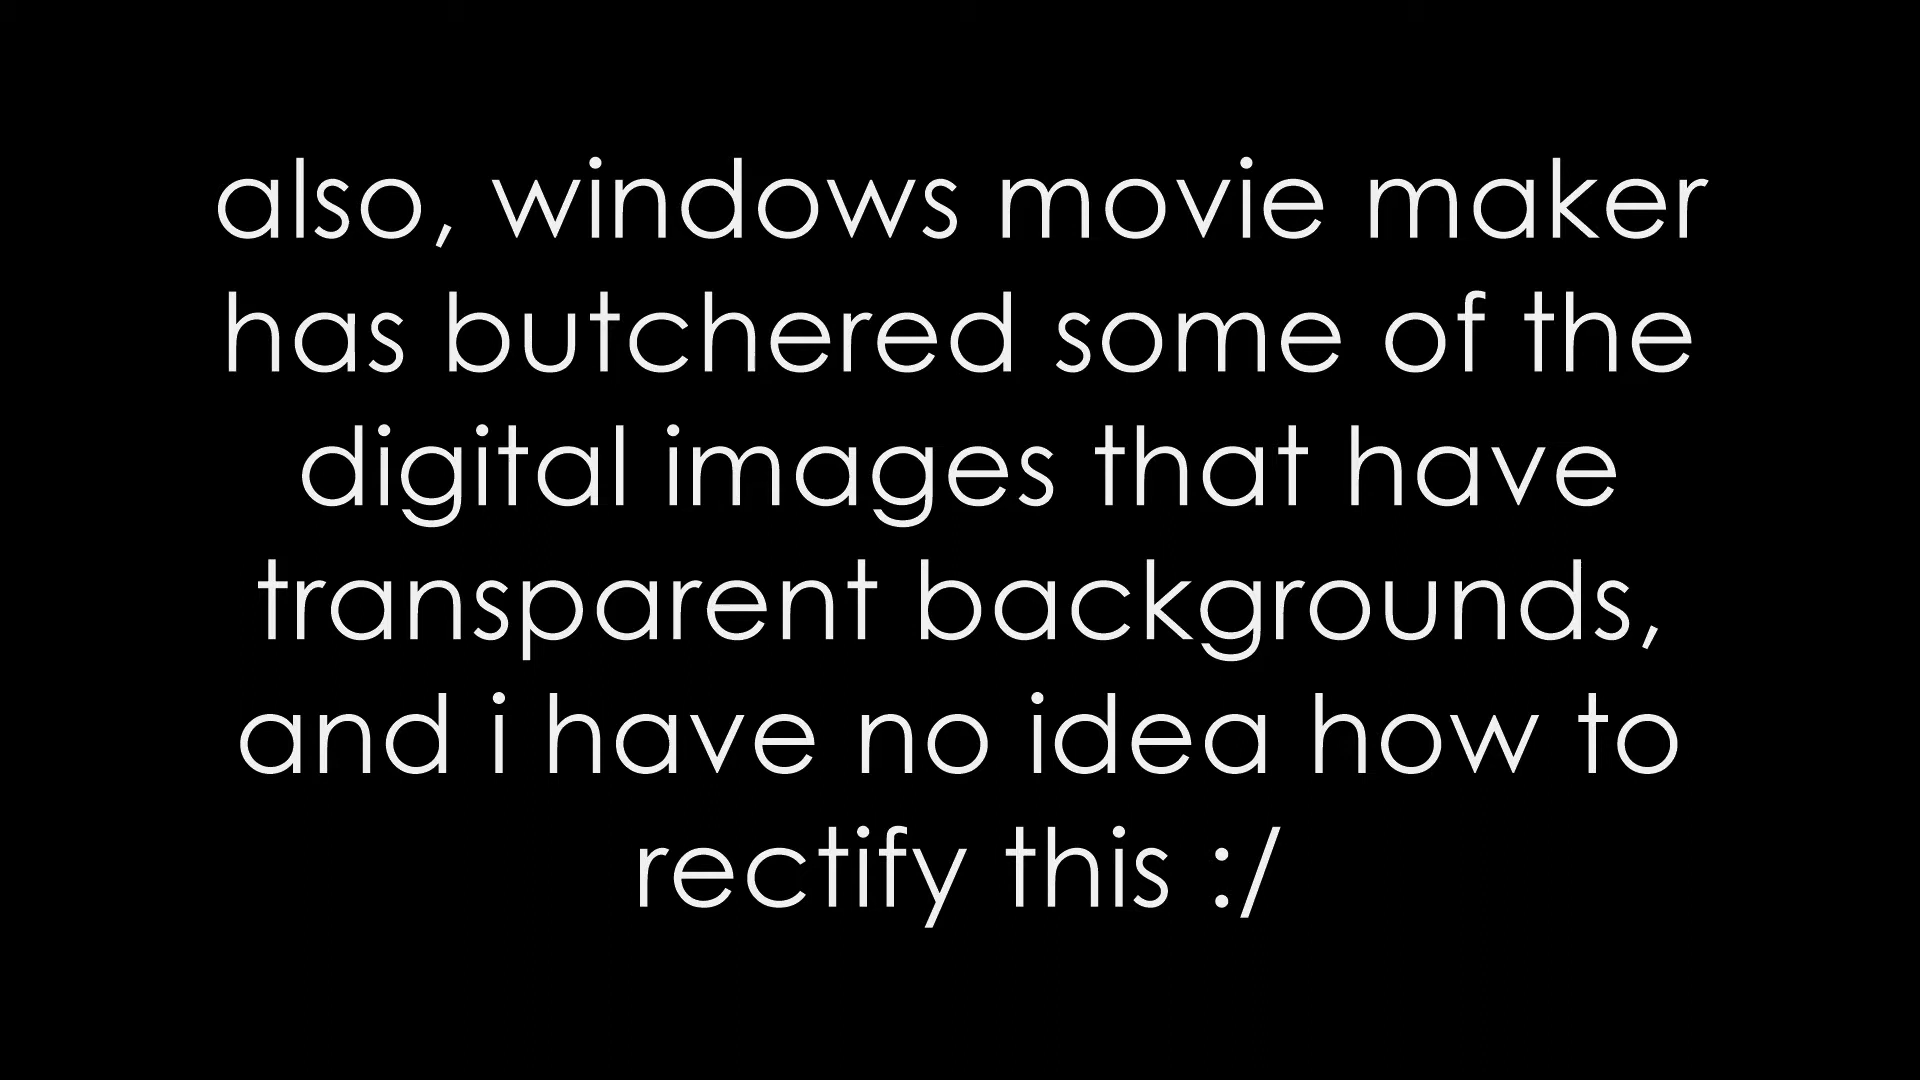 also, windows movie maker
has butchered some of the
digital images that have
transparent backgrounds,
and i have no idea how to
rectify this :/